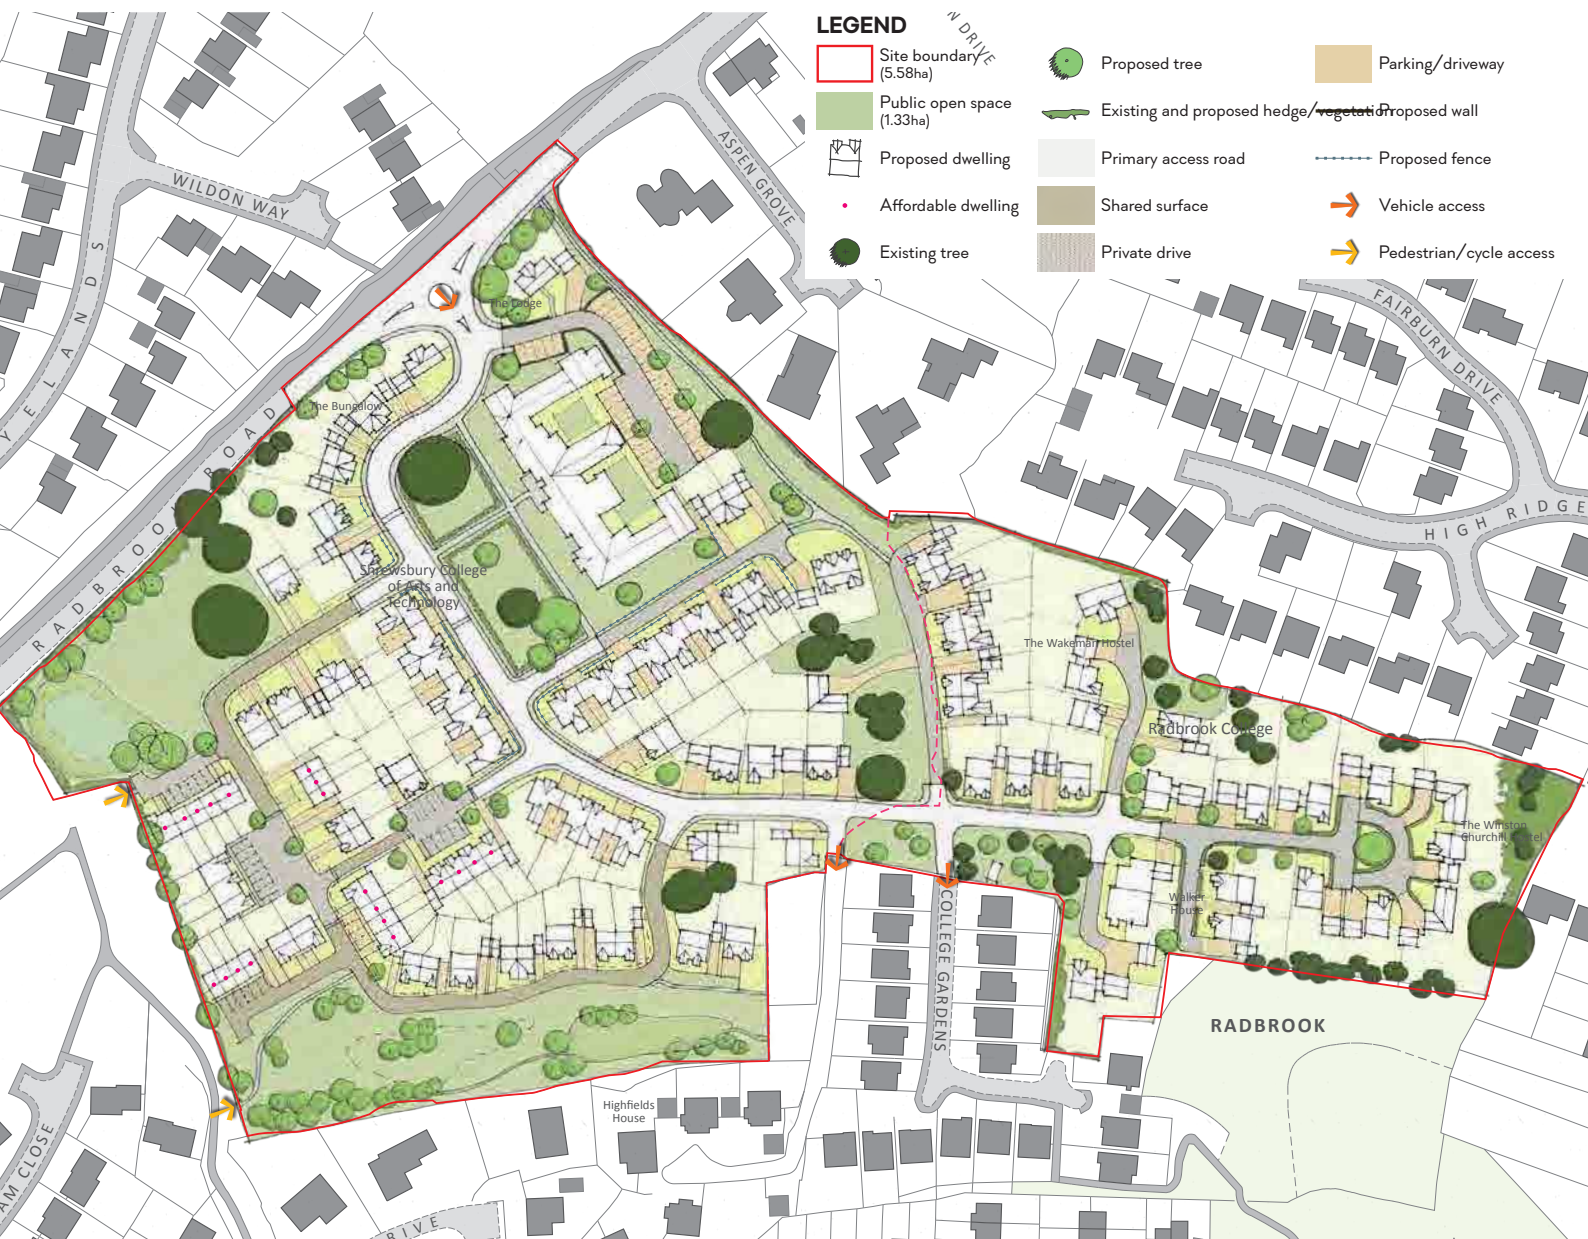 LEGEND
N DRIVE
Site boundary
(5.58ha)
Public open space
(1.33ha)
Proposed dwelling
Affordable dwelling
Existing tree
Proposed tree
Existing and proposed hedge/vegetation
Primary access road
Shared surface
Private drive
Parking/driveway
Proposed wall
Proposed fence
Vehicle access
Pedestrian/cycle access
ASPEN GROVE
WILDON WAY
YELANDS
RADBROOK ROAD
FAIRBURN DRIVE
HIGH RIDGE
The Lodge
The Bungalow
Shrewsbury College
of Arts and
Technology
The Wakeman Hostel
Radbrook College
The Winston
Churchill Hostel
Walker
House
COLLEGE GARDENS
RADBROOK
Highfields
House
AM CLOSE
RIVE